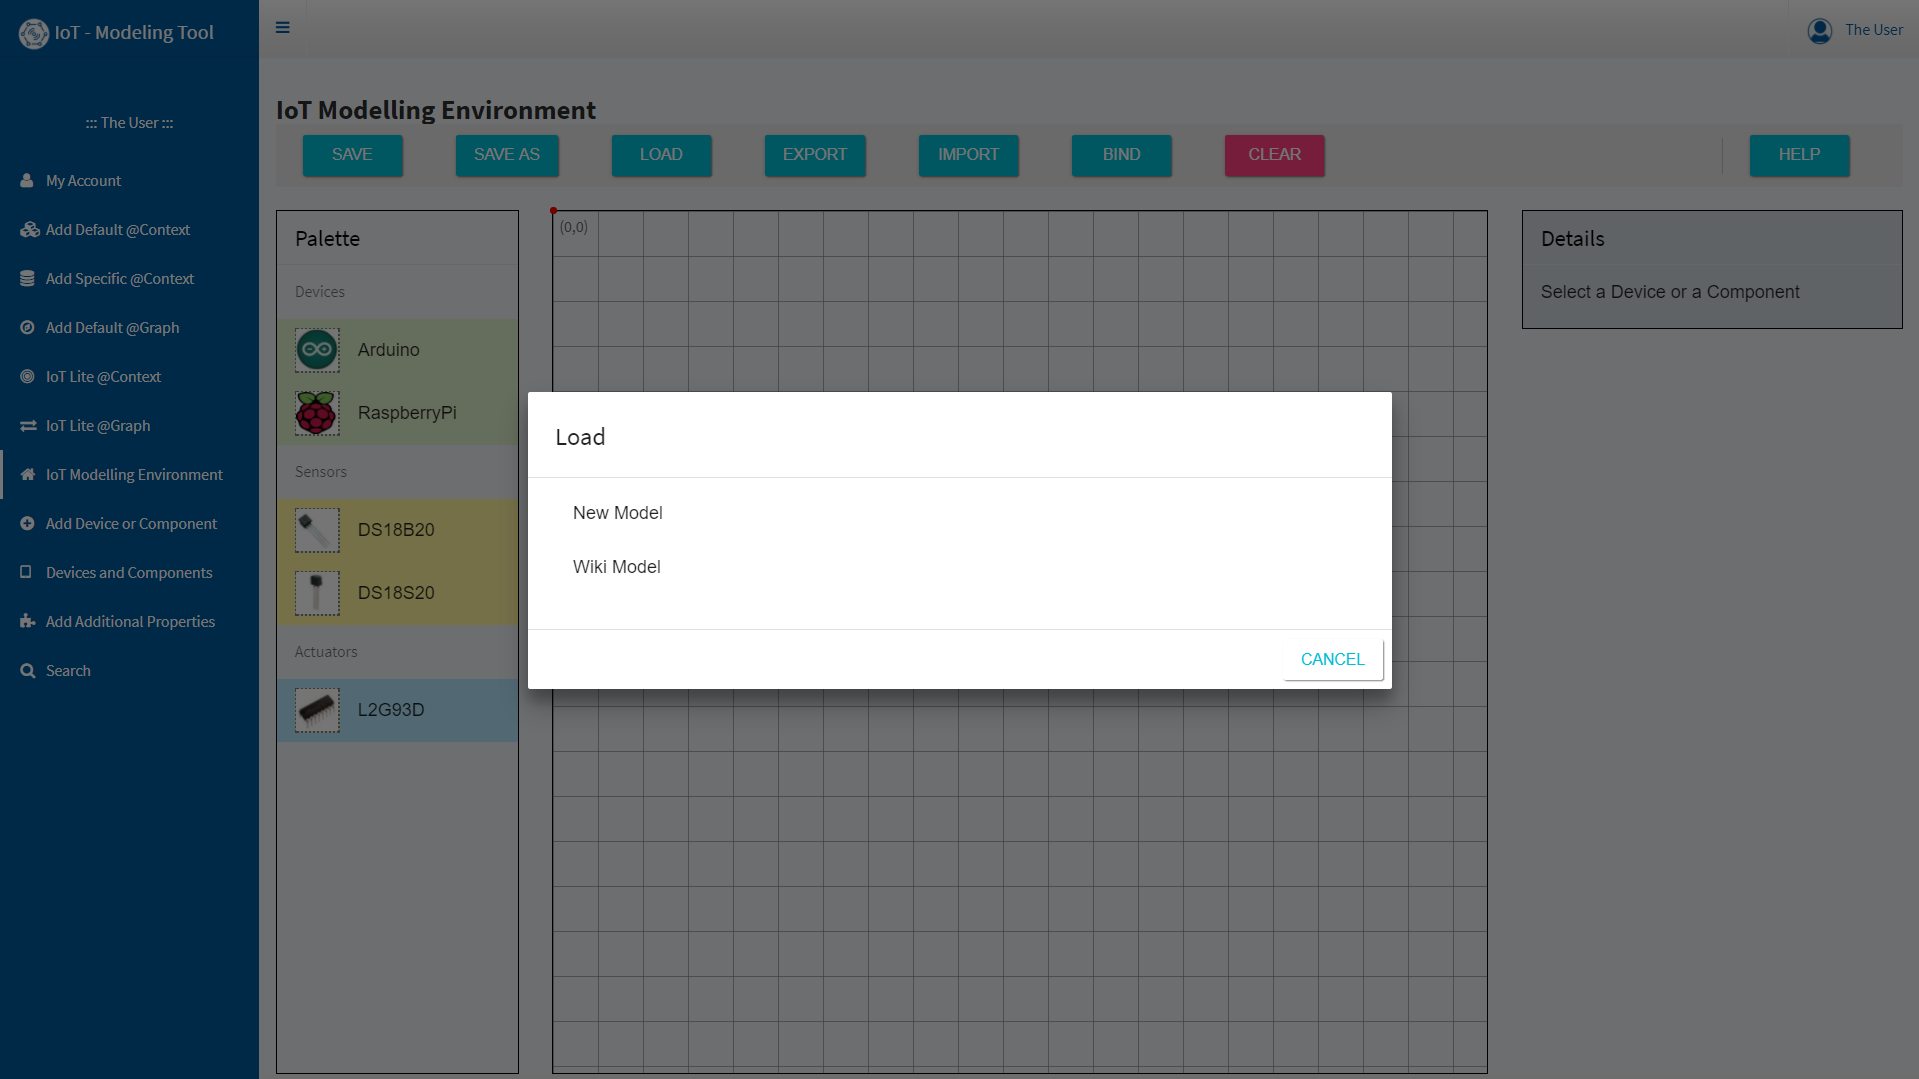 IoT - Modeling Tool
The User
::: The User :::
My Account
Add Default @Context
Add Specific @Context
Add Default @Graph
IoT Lite @Context
IoT Lite @Graph
IoT Modelling Environment
Add Device or Component
Devices and Components
Add Additional Properties
Search
IoT Modelling Environment
SAVE SAVE AS LOAD EXPORT IMPORT BIND CLEAR HELP
Palette
Devices
Arduino
RaspberryPi
Sensors
DS18B20
DS18S20
Actuators
L2G93D
(0,0)
Load
New Model
Wiki Model
CANCEL
Details
Select a Device or a Component